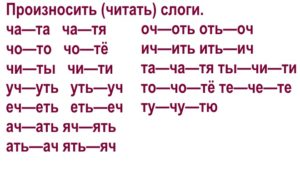 Произносить (читать) слоги.
ча—та ча—тя
чо—то чо—тё
чи—ты чи—ти
уч—уть уть—уч
еч—еть еть—еч
ач—ать яч—ять
ать—ач ять—яч
оч—оть оть—оч
ич—ить ить—ич
та—ча—тя ты—чи—ти
то—чо—тё те—че—те
ту—чу—тю